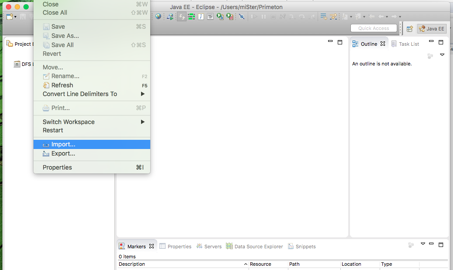 Close ⌘W
Close All ⇧⌘W
Java EE - Eclipse - /Users/miSter/Primeton
Save ⌘S
Save As...
Save All ⇧⌘S
Revert
Move...
Rename... F2
Refresh F5
Convert Line Delimiters To
Print... ⌘P
Switch Workspace
Restart
Import...
Export...
Properties ⌘I
Quick Access
Java EE
Project
DFS
Outline
Task List
An outline is not available.
Markers
Properties
Servers
Data Source Explorer
Snippets
0 items
Description
Resource
Path
Location
Type